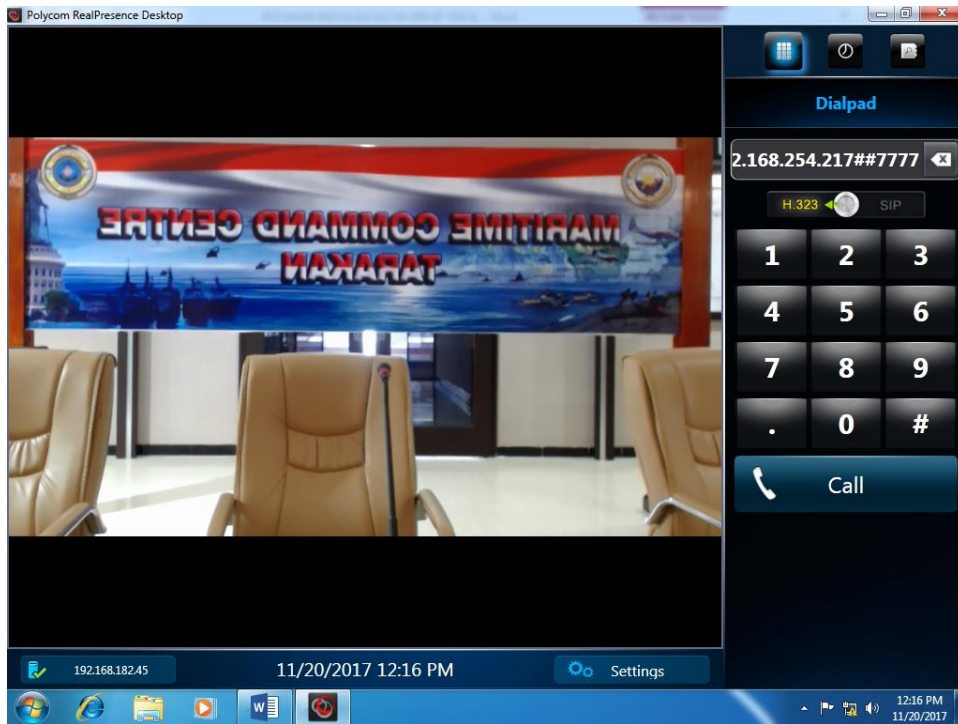 Polycom RealPresence Desktop
Dialpad
2.168.254.217##7777
H.323
SIP
MARITIME COMMAND CENTRE
TARAKAN
1
2
3
4
5
6
7
8
9
.
0
#
Call
192.168.182.45
11/20/2017 12:16 PM
Settings
12:16 PM
11/20/2017